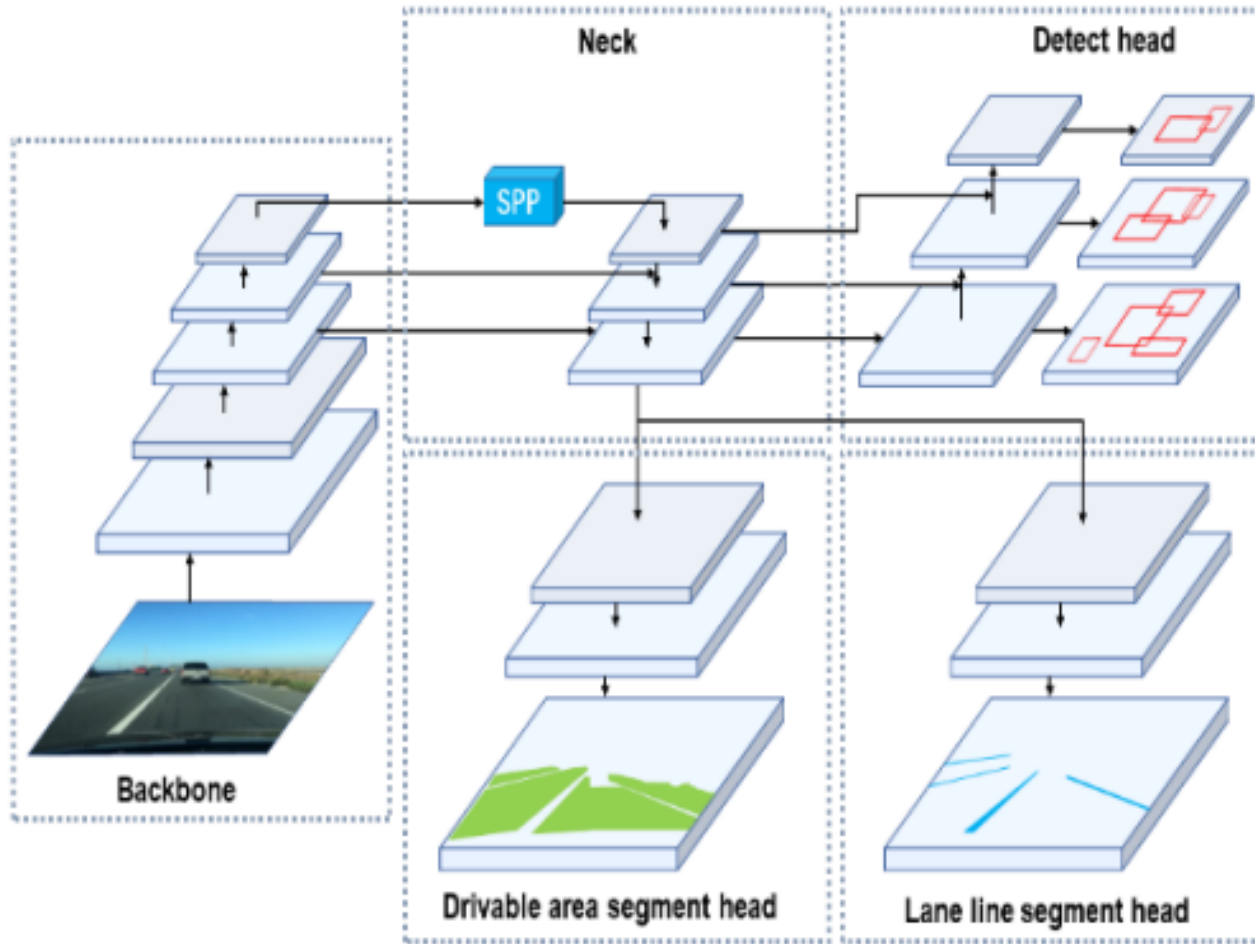 Neck
Detect head
SPP
Backbone
Drivable area segment head
Lane line segment head